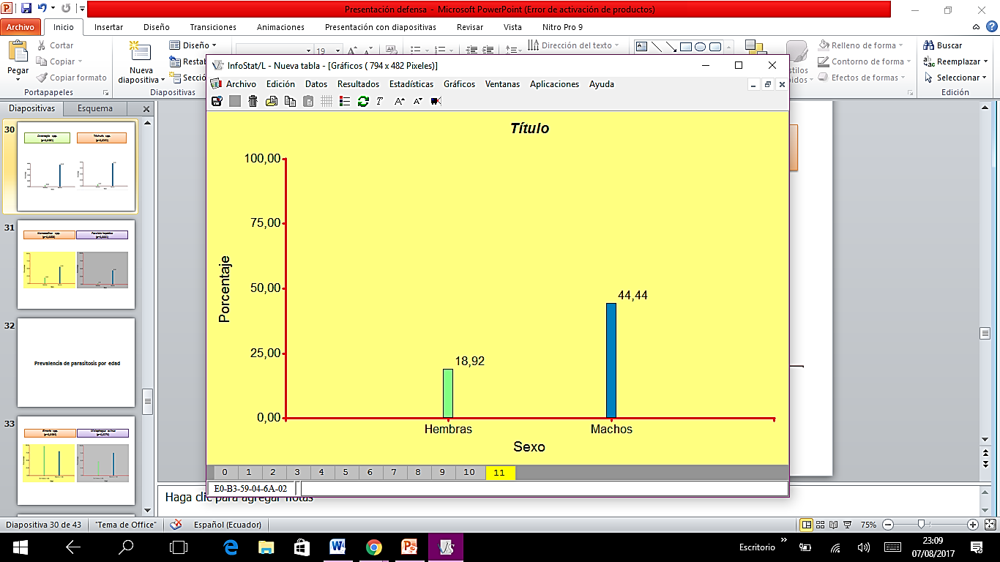 Presentación defensa - Microsoft PowerPoint (Error de activación de productos)
Archivo Inicio Insertar Diseño Transiciones Animaciones Presentación con diapositivas Revisar Vista Nitro Pro 9
Pegar
Cortar
Copiar
Copiar formato
Portapapeles
Nueva
diapositiva
Diseño
Diapositivas
19
Dirección del texto
Relleno de forma
Contorno de forma
Efectos de formas
Buscar
Reemplazar
Seleccionar
Edición
Diapositivas Esquema
30
31
32
Prevalencia de parasitosis por edad
33
InfoStat/L - Nueva tabla - [Gráficos ( 794 x 482 Pixeles)]
Archivo Edición Datos Resultados Estadísticas Gráficos Ventanas Aplicaciones Ayuda
Título
100,00
75,00
50,00
25,00
0,00
Porcentaje
18,92
44,44
Hembras Machos
Sexo
0 1 2 3 4 5 6 7 8 9 10 11
E0-B3-59-04-6A-02
Haga clic para agregar notas
Diapositiva 30 de 43 "Tema de Office" Español (Ecuador) 75%
Escritorio
23:09
07/08/2017